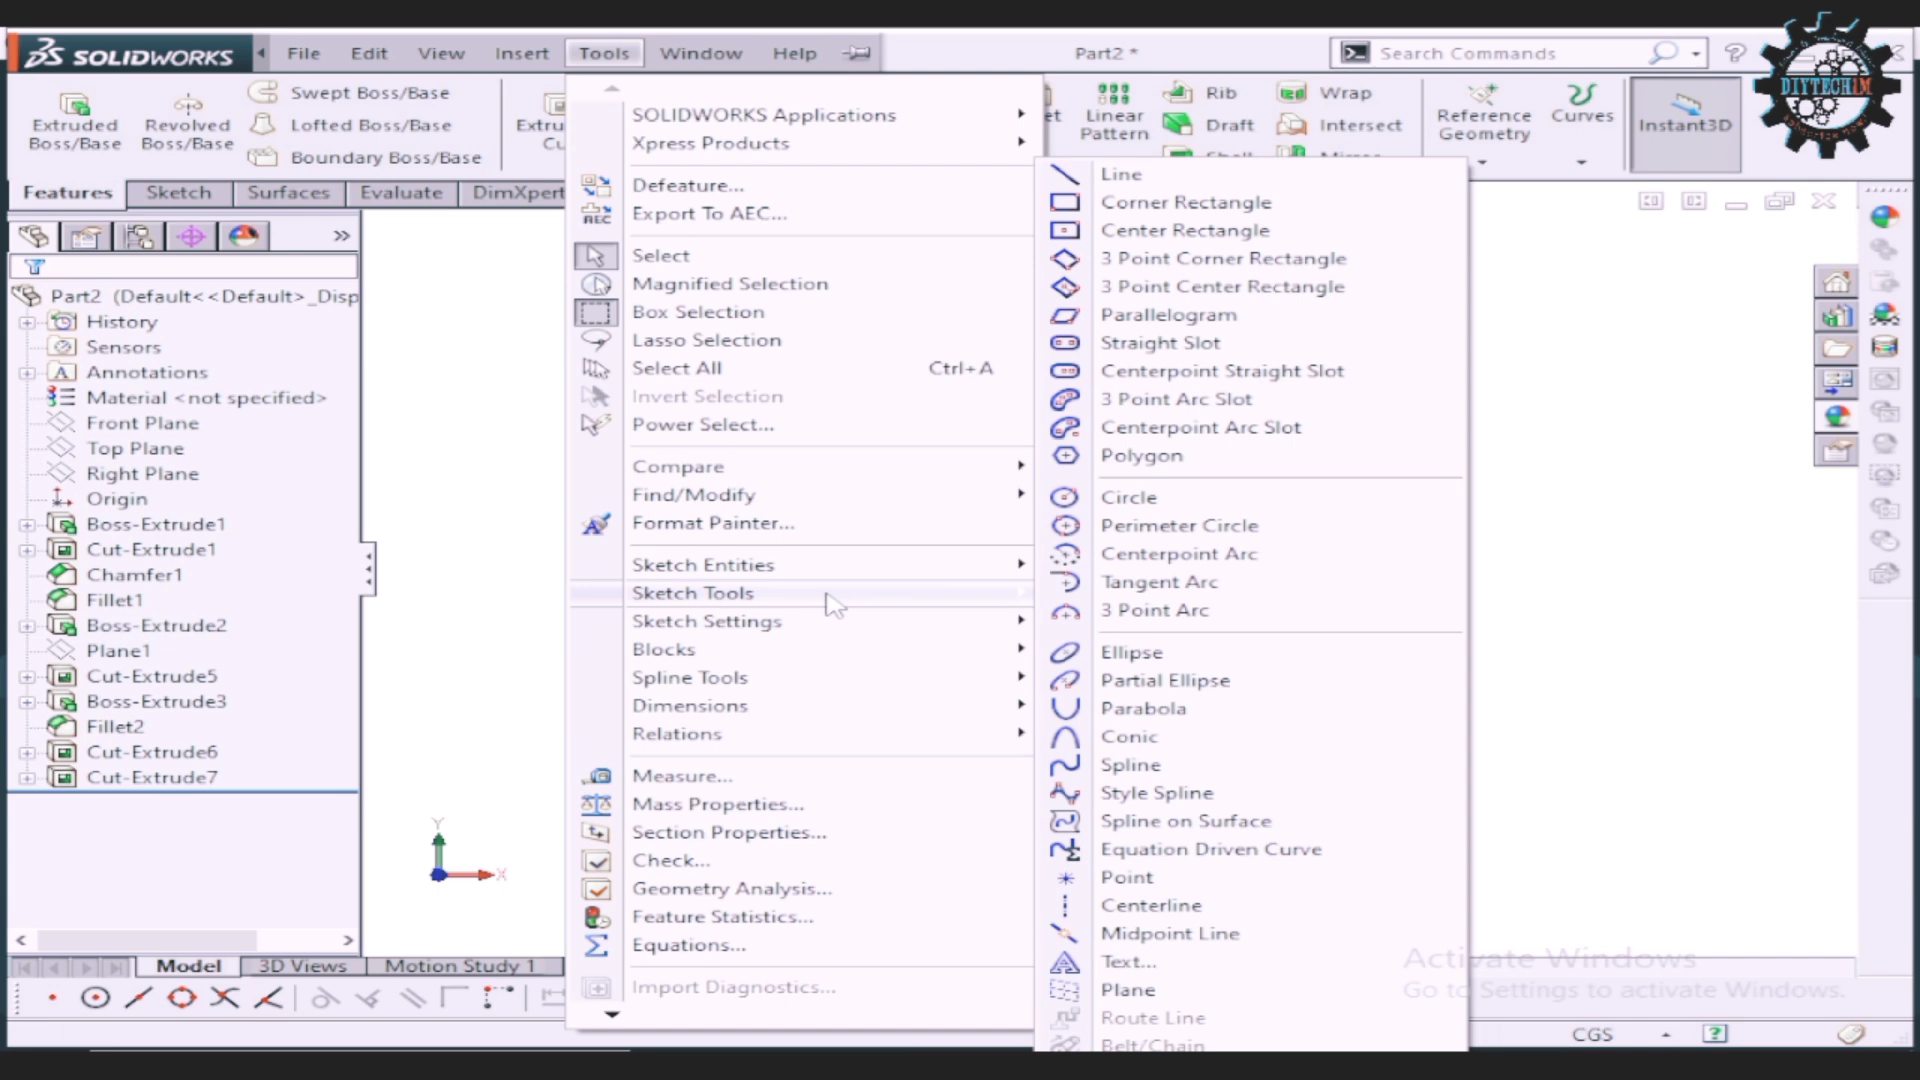 SOLIDWORKS File Edit View Insert Tools Window Help Part2 * Search Commands
DIYTECH1M
Extruded Boss/Base
Revolved Boss/Base
Swept Boss/Base
Lofted Boss/Base
Boundary Boss/Base
Linear Pattern
Rib
Draft
Wrap
Intersect
Reference Geometry
Curves
Instant3D
Features Sketch Surfaces Evaluate DimXpert
Part2 (Default<<Default>_Disp
History
Sensors
Annotations
Material <not specified>
Front Plane
Top Plane
Right Plane
Origin
Boss-Extrude1
Cut-Extrude1
Chamfer1
Fillet1
Boss-Extrude2
Plane1
Cut-Extrude5
Boss-Extrude3
Fillet2
Cut-Extrude6
Cut-Extrude7
SOLIDWORKS Applications
Xpress Products
Defeature...
Export To AEC...
Select
Magnified Selection
Box Selection
Lasso Selection
Select All Ctrl+A
Invert Selection
Power Select...
Compare
Find/Modify
Format Painter...
Sketch Entities
Sketch Tools
Sketch Settings
Blocks
Spline Tools
Dimensions
Relations
Measure...
Mass Properties...
Section Properties...
Check...
Geometry Analysis...
Feature Statistics...
Equations...
Import Diagnostics...
Line
Corner Rectangle
Center Rectangle
3 Point Corner Rectangle
3 Point Center Rectangle
Parallelogram
Straight Slot
Centerpoint Straight Slot
3 Point Arc Slot
Centerpoint Arc Slot
Polygon
Circle
Perimeter Circle
Centerpoint Arc
Tangent Arc
3 Point Arc
Ellipse
Partial Ellipse
Parabola
Conic
Spline
Style Spline
Spline on Surface
Equation Driven Curve
Point
Centerline
Midpoint Line
Text...
Plane
Route Line
Belt/Chain
Y
X
Activate Windows
Go to Settings to activate Windows.
Model 3D Views Motion Study 1
CGS